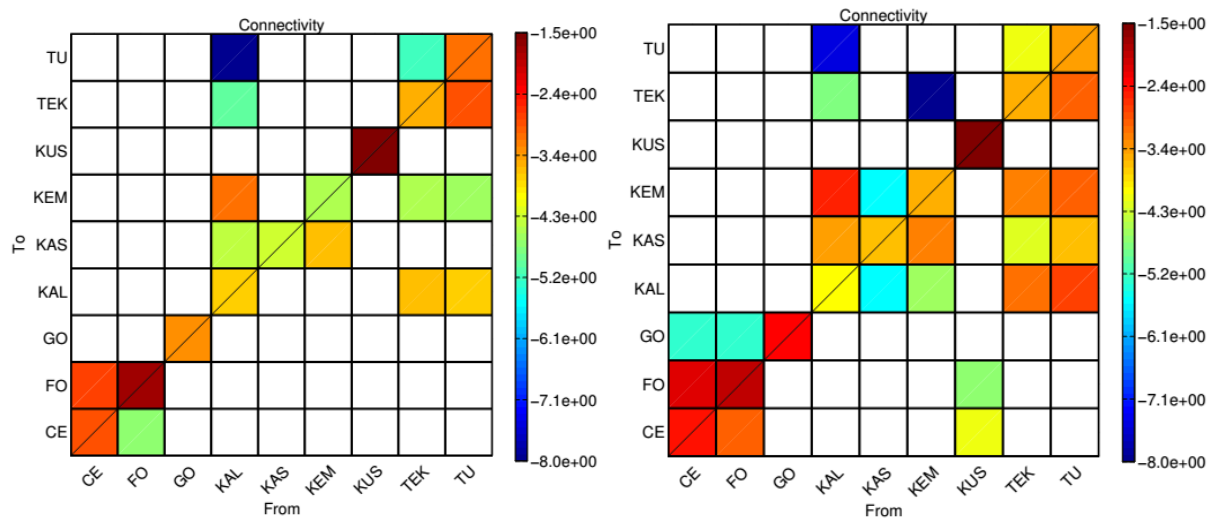 Connectivity
TU
TEK
KUS
KEM
KAS
KAL
GO
FO
CE
To
CE FO GO KAL KAS KEM KUS TEK TU
From
−1.5e+00
−2.4e+00
−3.4e+00
−4.3e+00
−5.2e+00
−6.1e+00
−7.1e+00
−8.0e+00
Connectivity
TU
TEK
KUS
KEM
KAS
KAL
GO
FO
CE
To
CE FO GO KAL KAS KEM KUS TEK TU
From
−1.5e+00
−2.4e+00
−3.4e+00
−4.3e+00
−5.2e+00
−6.1e+00
−7.1e+00
−8.0e+00